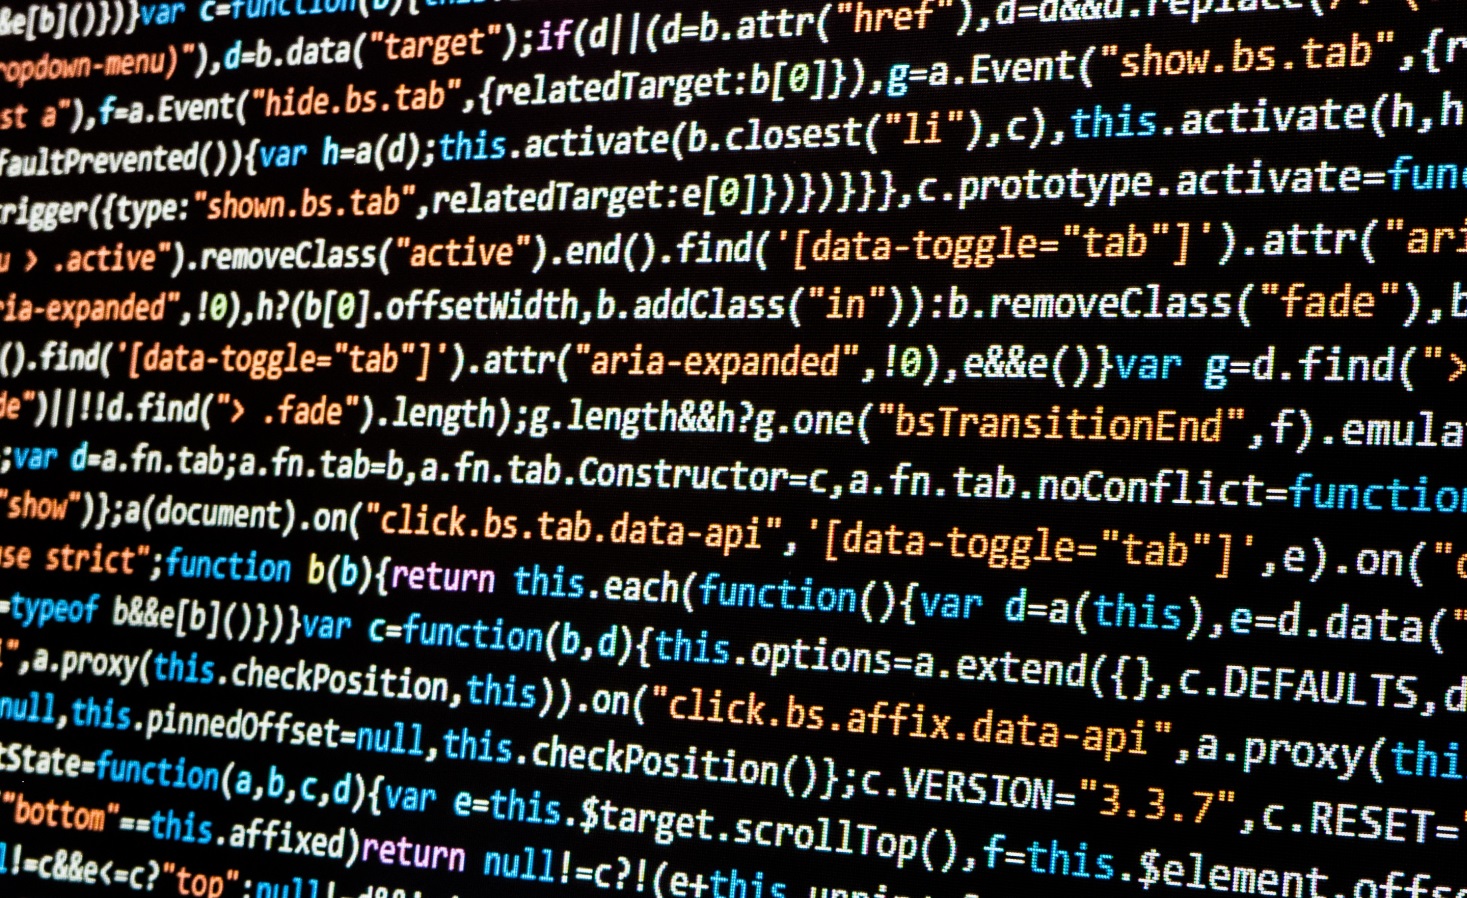 &e[b]()})}var c=function(b){this
ropdown-menu)"),d=b.data("target");if(d||(d=b.attr("href"),d=d&&d.replace(
st a"),f=a.Event("hide.bs.tab",{relatedTarget:b[0]}),g=a.Event("show.bs.tab",{r
faultPrevented()){var h=a(d);this.activate(b.closest("li"),c),this.activate(h,h
rigger({type:"shown.bs.tab",relatedTarget:e[0]})})}}},c.prototype.activate=func
u > .active").removeClass("active").end().find('[data-toggle="tab"]').attr("ari
ria-expanded",!0),h?(b[0].offsetWidth,b.addClass("in")):b.removeClass("fade"),b
().find('[data-toggle="tab"]').attr("aria-expanded",!0),e&&e()}var g=d.find(">
de")||!!d.find("> .fade").length);g.length&&h?g.one("bsTransitionEnd",f).emula
;var d=a.fn.tab;a.fn.tab=b,a.fn.tab.Constructor=c,a.fn.tab.noConflict=function
"show")};a(document).on("click.bs.tab.data-api",'[data-toggle="tab"]',e).on("c
use strict";function b(b){return this.each(function(){var d=a(this),e=d.data("
=typeof b&&e[b]()})}var c=function(b,d){this.options=a.extend({},c.DEFAULTS,d
",a.proxy(this.checkPosition,this)).on("click.bs.affix.data-api",a.proxy(thi
null,this.pinnedOffset=null,this.checkPosition()};c.VERSION="3.3.7",c.RESET="
tState=function(a,b,c,d){var e=this.$target.scrollTop(),f=this.$element.offs
"bottom"==this.affixed)return null!=c?!(e+this.unpin
l!=c&&e<=c?"top":null!=d&&